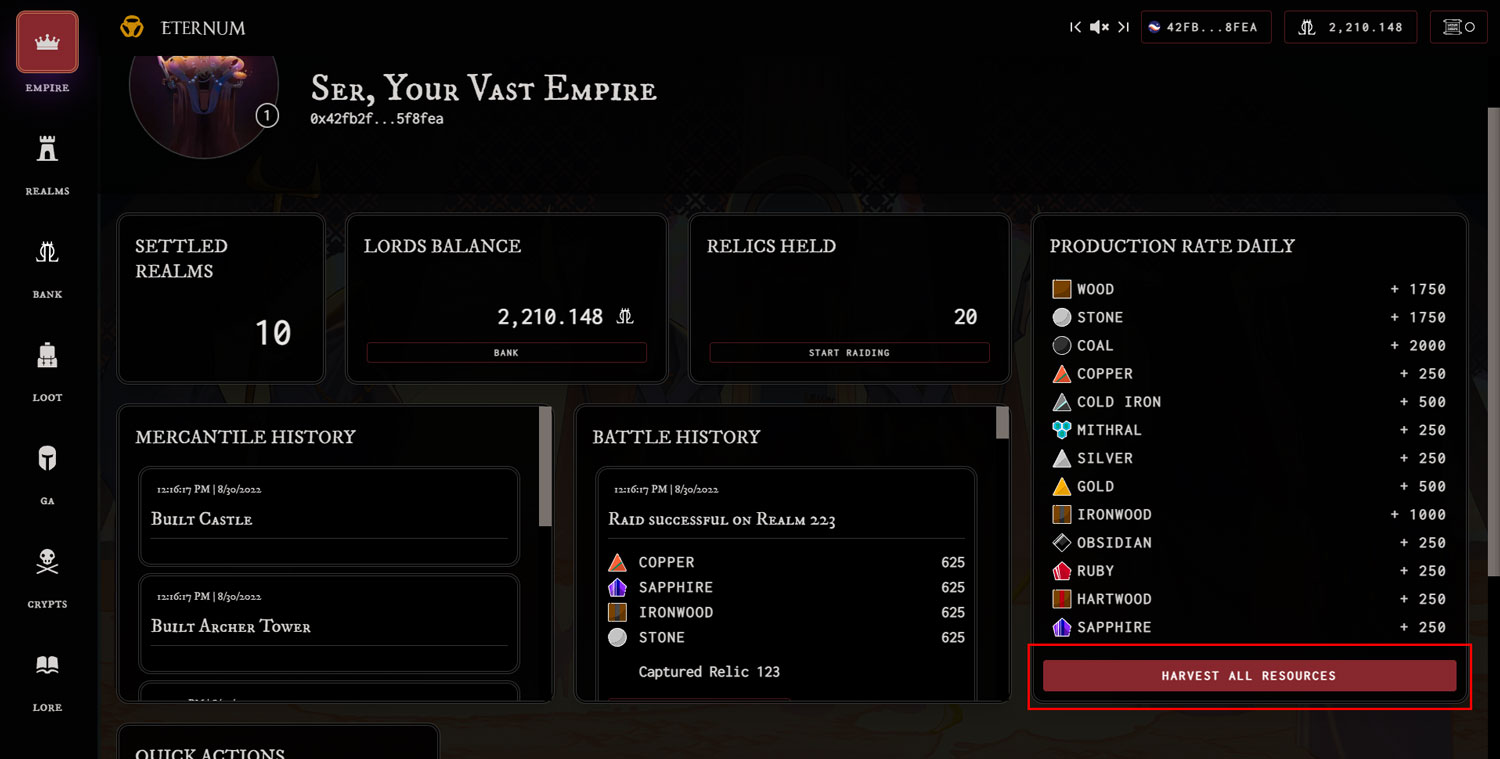 ETERNUM
42FB...8FEA
2,210.148
0
EMPIRE
REALMS
BANK
LOOT
GA
CRYPTS
LORE
1
Ser, Your Vast Empire
0x42fb2f...5f8fea
SETTLED
REALMS
10
LORDS BALANCE
2,210.148
BANK
RELICS HELD
20
START RAIDING
MERCANTILE HISTORY
12:16:17 PM | 8/30/2022
Built Castle
12:16:17 PM | 8/30/2022
Built Archer Tower
BATTLE HISTORY
12:16:17 PM | 8/30/2022
Raid successful on Realm 223
COPPER 625
SAPPHIRE 625
IRONWOOD 625
STONE 625
Captured Relic 123
PRODUCTION RATE DAILY
WOOD + 1750
STONE + 1750
COAL + 2000
COPPER + 250
COLD IRON + 500
MITHRAL + 250
SILVER + 250
GOLD + 500
IRONWOOD + 1000
OBSIDIAN + 250
RUBY + 250
HARTWOOD + 250
SAPPHIRE + 250
HARVEST ALL RESOURCES
QUICK ACTIONS